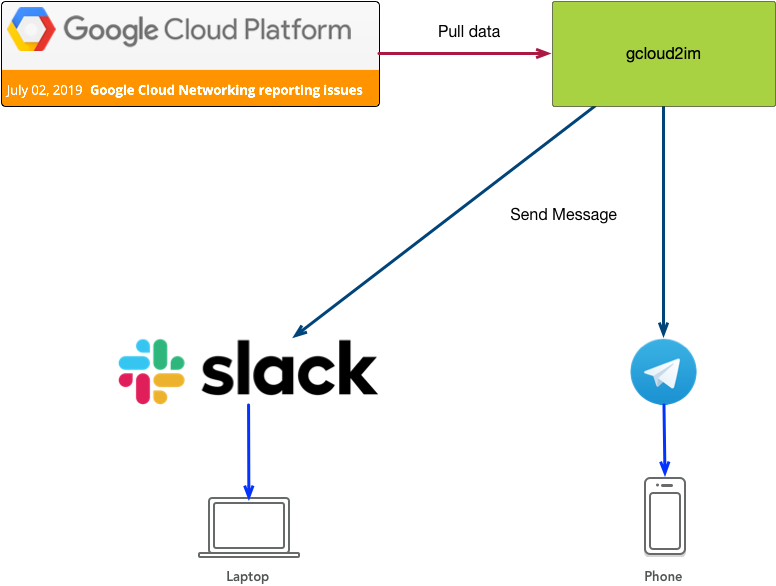 Google Cloud Platform
Pull data
gcloud2im
July 02, 2019 Google Cloud Networking reporting issues
Send Message
slack
Laptop
Phone